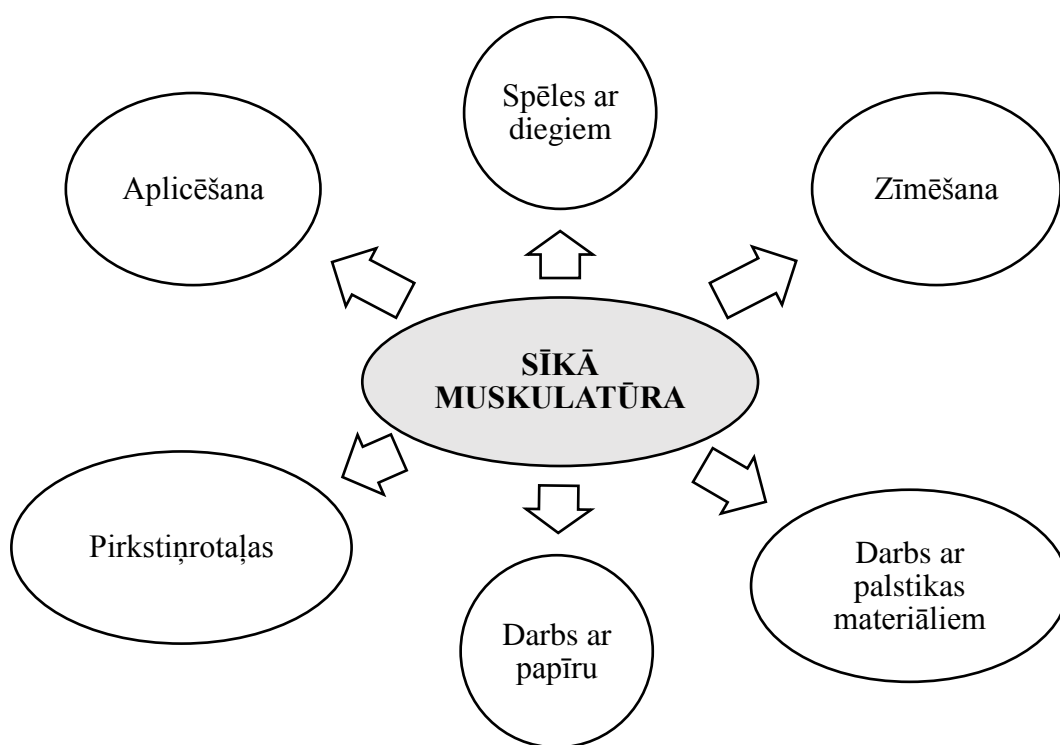 Spēles ar
diegiem
Aplicēšana
Zīmēšana
SĪKĀ
MUSKULATŪRA
Pirkstiņrotaļas
Darbs ar
palstikas
materiāliem
Darbs ar
papīru